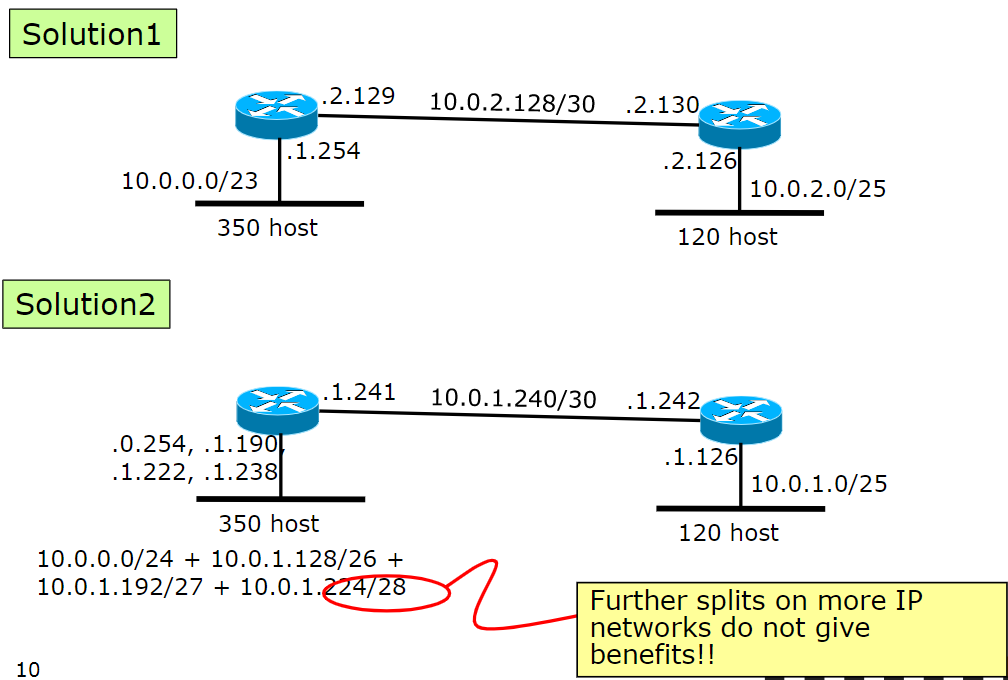 Solution1
.2.129
10.0.2.128/30
.2.130
.1.254
.2.126
10.0.0.0/23
10.0.2.0/25
350 host
120 host
Solution2
.1.241
10.0.1.240/30
.1.242
.0.254, .1.190,
.1.222, .1.238
.1.126
10.0.1.0/25
350 host
120 host
10.0.0.0/24 + 10.0.1.128/26 +
10.0.1.192/27 + 10.0.1.224/28
Further splits on more IP
networks do not give
benefits!!
10